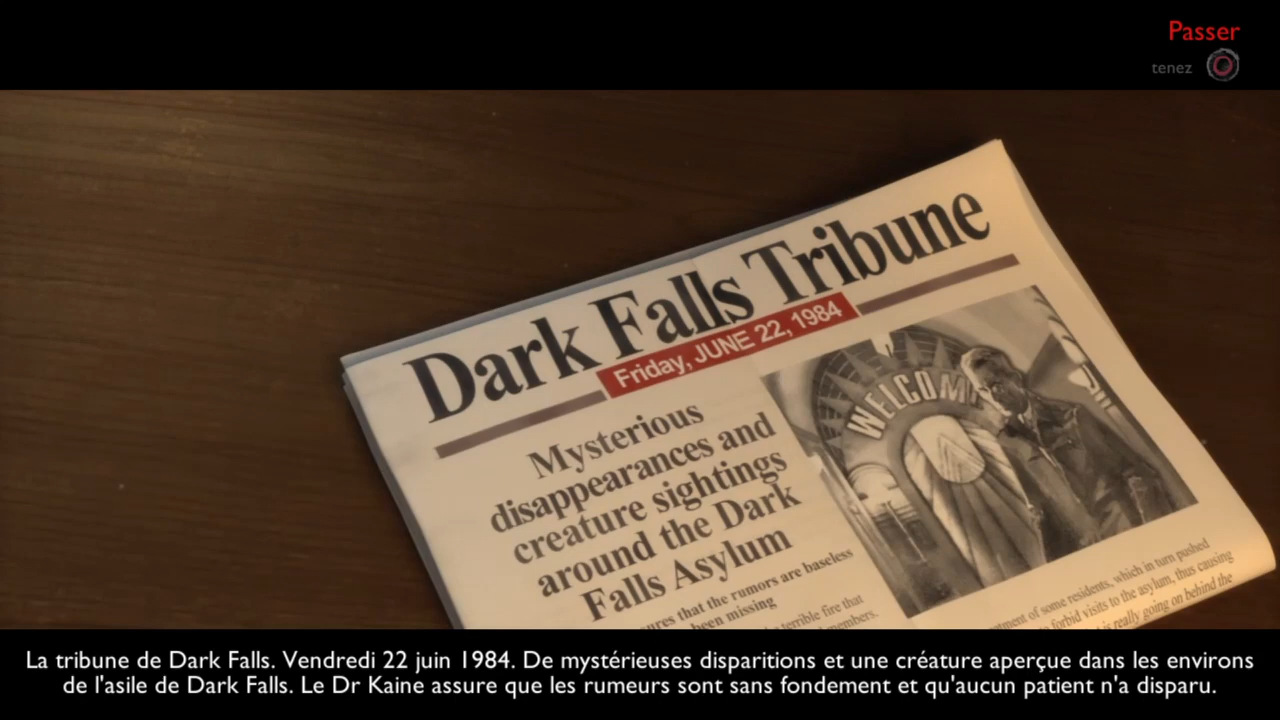 Passer
tenez
Dark Falls Tribune
Friday, JUNE 22, 1984
Mysterious
disappearances and
creature sightings
around the Dark
Falls Asylum
ures that the rumors are baseless
been missing
terrible fire that
members.
WELCOM
ment of some residents, which in turn pushed
forbid visits to the asylum, thus causing
is really going on behind the
La tribune de Dark Falls. Vendredi 22 juin 1984. De mystérieuses disparitions et une créature aperçue dans les environs
de l'asile de Dark Falls. Le Dr Kaine assure que les rumeurs sont sans fondement et qu'aucun patient n'a disparu.